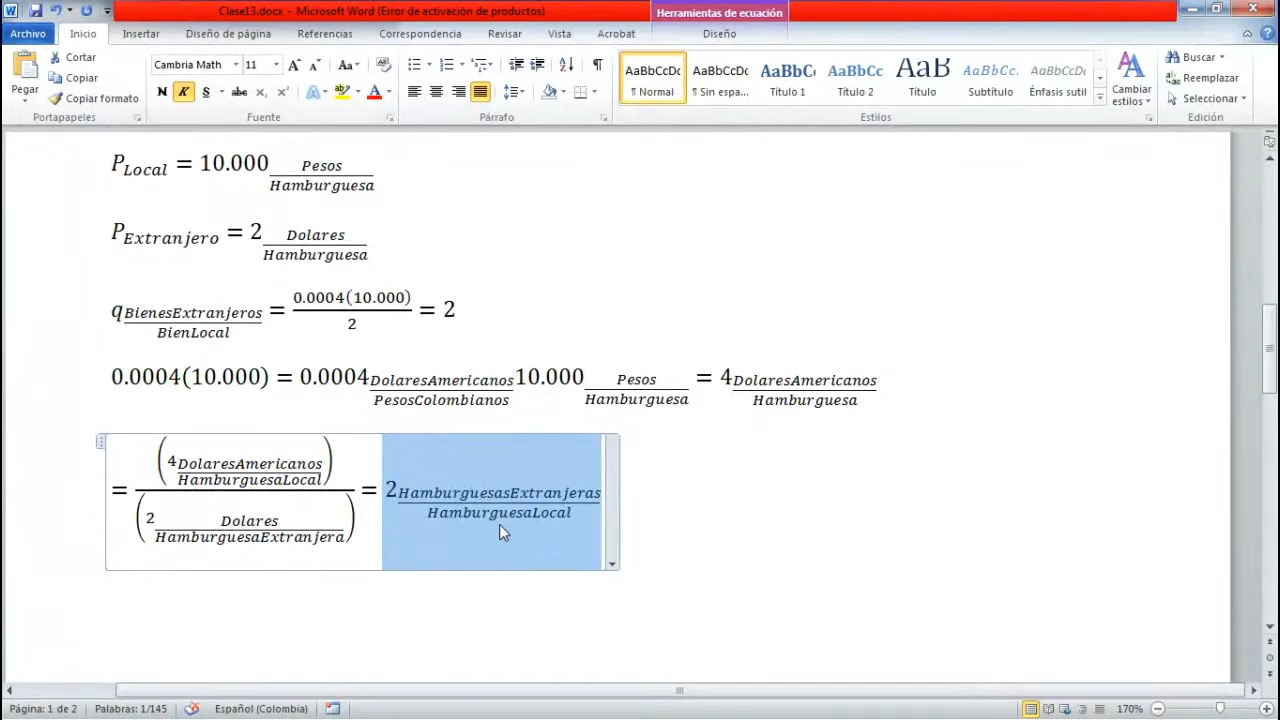 Clase13.docx - Microsoft Word (Error de activación de productos)
Herramientas de ecuación
Archivo Inicio Insertar Diseño de página Referencias Correspondencia Revisar Vista Acrobat Diseño
Pegar
Cortar
Copiar
Copiar formato
Portapapeles
Cambria Math 11
N K S abc x₂ x²
Fuente
Párrafo
AaBbCcDc AaBbCcDc AaBbCc AaBbCc AaB AaBbCc. AaBbCcDc
¶ Normal ¶ Sin espa... Título 1 Título 2 Título Subtítulo Énfasis sutil
Cambiar estilos
Estilos
Buscar
Reemplazar
Seleccionar
Edición
P_Local = 10.000 Pesos/Hamburguesa
P_Extranjero = 2 Dolares/Hamburguesa
q BienesExtranjeros/BienLocal = 0.0004(10.000)/2 = 2
0.0004(10.000) = 0.0004 DolaresAmericanos/PesosColombianos 10.000 Pesos/Hamburguesa = 4 DolaresAmericanos/Hamburguesa
= (4 DolaresAmericanos/HamburguesaLocal)/(2 Dolares/HamburguesaExtranjera) = 2 HamburguesasExtranjeras/HamburguesaLocal
Página: 1 de 2 Palabras: 1/145 Español (Colombia) 170%